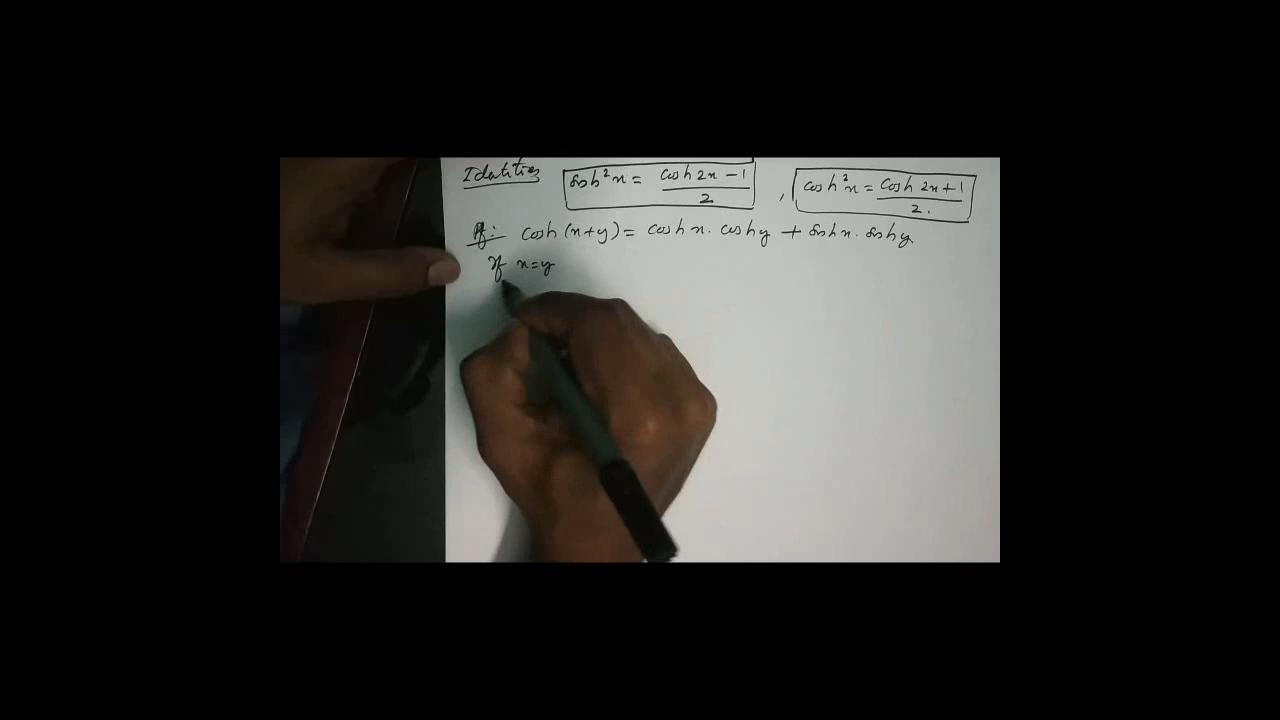 Identities sinh²x = cosh 2x - 1 / 2 , cosh²x = cosh 2x + 1 / 2.
Pf: cosh(x+y) = cosh x. cosh y + sinh x. sinh y
If x=y